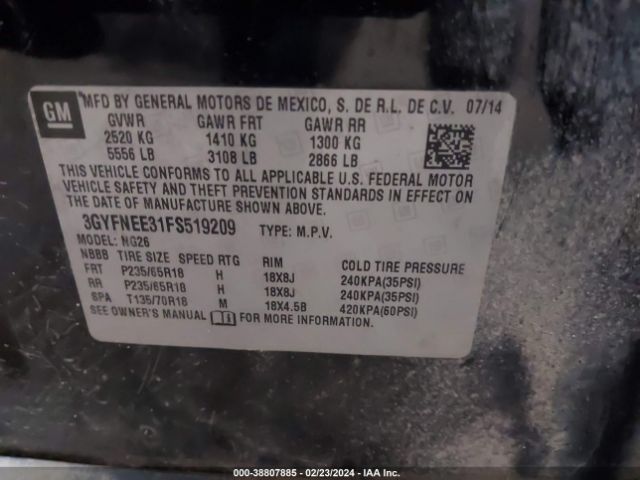 GM
MFD BY GENERAL MOTORS DE MEXICO, S. DE R.L. DE C.V. 07/14
GVWR GAWR FRT GAWR RR
2520 KG 1410 KG 1300 KG
5556 LB 3108 LB 2866 LB
THIS VEHICLE CONFORMS TO ALL APPLICABLE U.S. FEDERAL MOTOR
VEHICLE SAFETY AND THEFT PREVENTION STANDARDS IN EFFECT ON
THE DATE OF MANUFACTURE SHOWN ABOVE.
3GYFNEE31FS519209 TYPE: M.P.V.
MODEL: NG26
NBBB TIRE SIZE SPEED RTG RIM COLD TIRE PRESSURE
FRT P235/65R18 H 18X8J 240KPA(35PSI)
RR P235/65R18 H 18X8J 240KPA(35PSI)
SPA T135/70R18 M 18X4.5B 420KPA(60PSI)
SEE OWNER'S MANUAL FOR MORE INFORMATION.
000-38807885 - 02/23/2024 - IAA Inc.